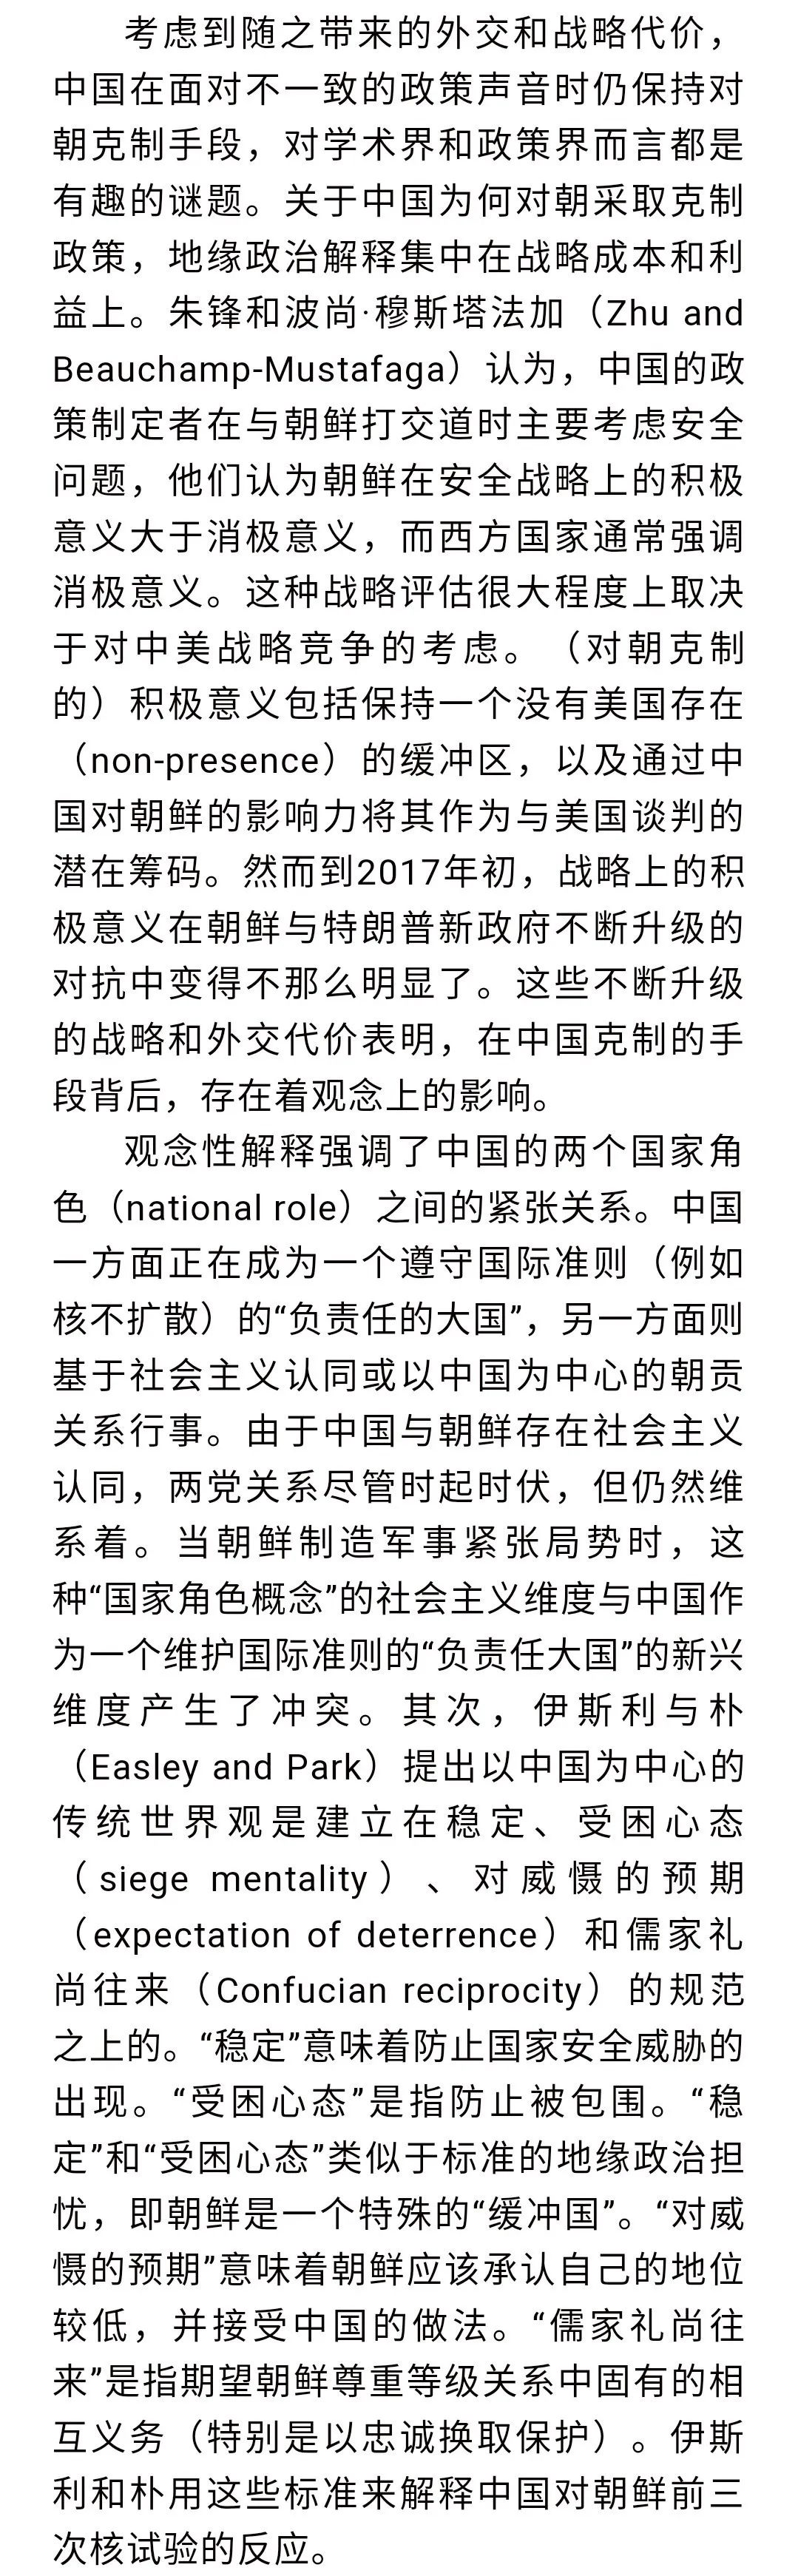 考虑到随之带来的外交和战略代价，
中国在面对不一致的政策声音时仍保持对
朝克制手段，对学术界和政策界而言都是
有趣的谜题。关于中国为何对朝采取克制
政策，地缘政治解释集中在战略成本和利
益上。朱锋和波尚·穆斯塔法加（Zhu and
Beauchamp-Mustafaga）认为，中国的政
策制定者在与朝鲜打交道时主要考虑安全
问题，他们认为朝鲜在安全战略上的积极
意义大于消极意义，而西方国家通常强调
消极意义。这种战略评估很大程度上取决
于对中美战略竞争的考虑。（对朝克制
的）积极意义包括保持一个没有美国存在
（non-presence）的缓冲区，以及通过中
国对朝鲜的影响力将其作为与美国谈判的
潜在筹码。然而到2017年初，战略上的积
极意义在朝鲜与特朗普新政府不断升级的
对抗中变得不那么明显了。这些不断升级
的战略和外交代价表明，在中国克制的手
段背后，存在着观念上的影响。
观念性解释强调了中国的两个国家角
色（national role）之间的紧张关系。中国
一方面正在成为一个遵守国际准则（例如
核不扩散）的“负责任的大国”，另一方面则
基于社会主义认同或以中国为中心的朝贡
关系行事。由于中国与朝鲜存在社会主义
认同，两党关系尽管时起时伏，但仍然维
系着。当朝鲜制造军事紧张局势时，这
种“国家角色概念”的社会主义维度与中国作
为一个维护国际准则的“负责任大国”的新兴
维度产生了冲突。其次，伊斯利与朴
（Easley and Park）提出以中国为中心的
传统世界观是建立在稳定、受困心态
（siege mentality）、对威慑的预期
（expectation of deterrence）和儒家礼
尚往来（Confucian reciprocity）的规范
之上的。“稳定”意味着防止国家安全威胁的
出现。“受困心态”是指防止被包围。“稳
定”和“受困心态”类似于标准的地缘政治担
忧，即朝鲜是一个特殊的“缓冲国”。“对威
慑的预期”意味着朝鲜应该承认自己的地位
较低，并接受中国的做法。“儒家礼尚往
来”是指期望朝鲜尊重等级关系中固有的相
互义务（特别是以忠诚换取保护）。伊斯
利和朴用这些标准来解释中国对朝鲜前三
次核试验的反应。